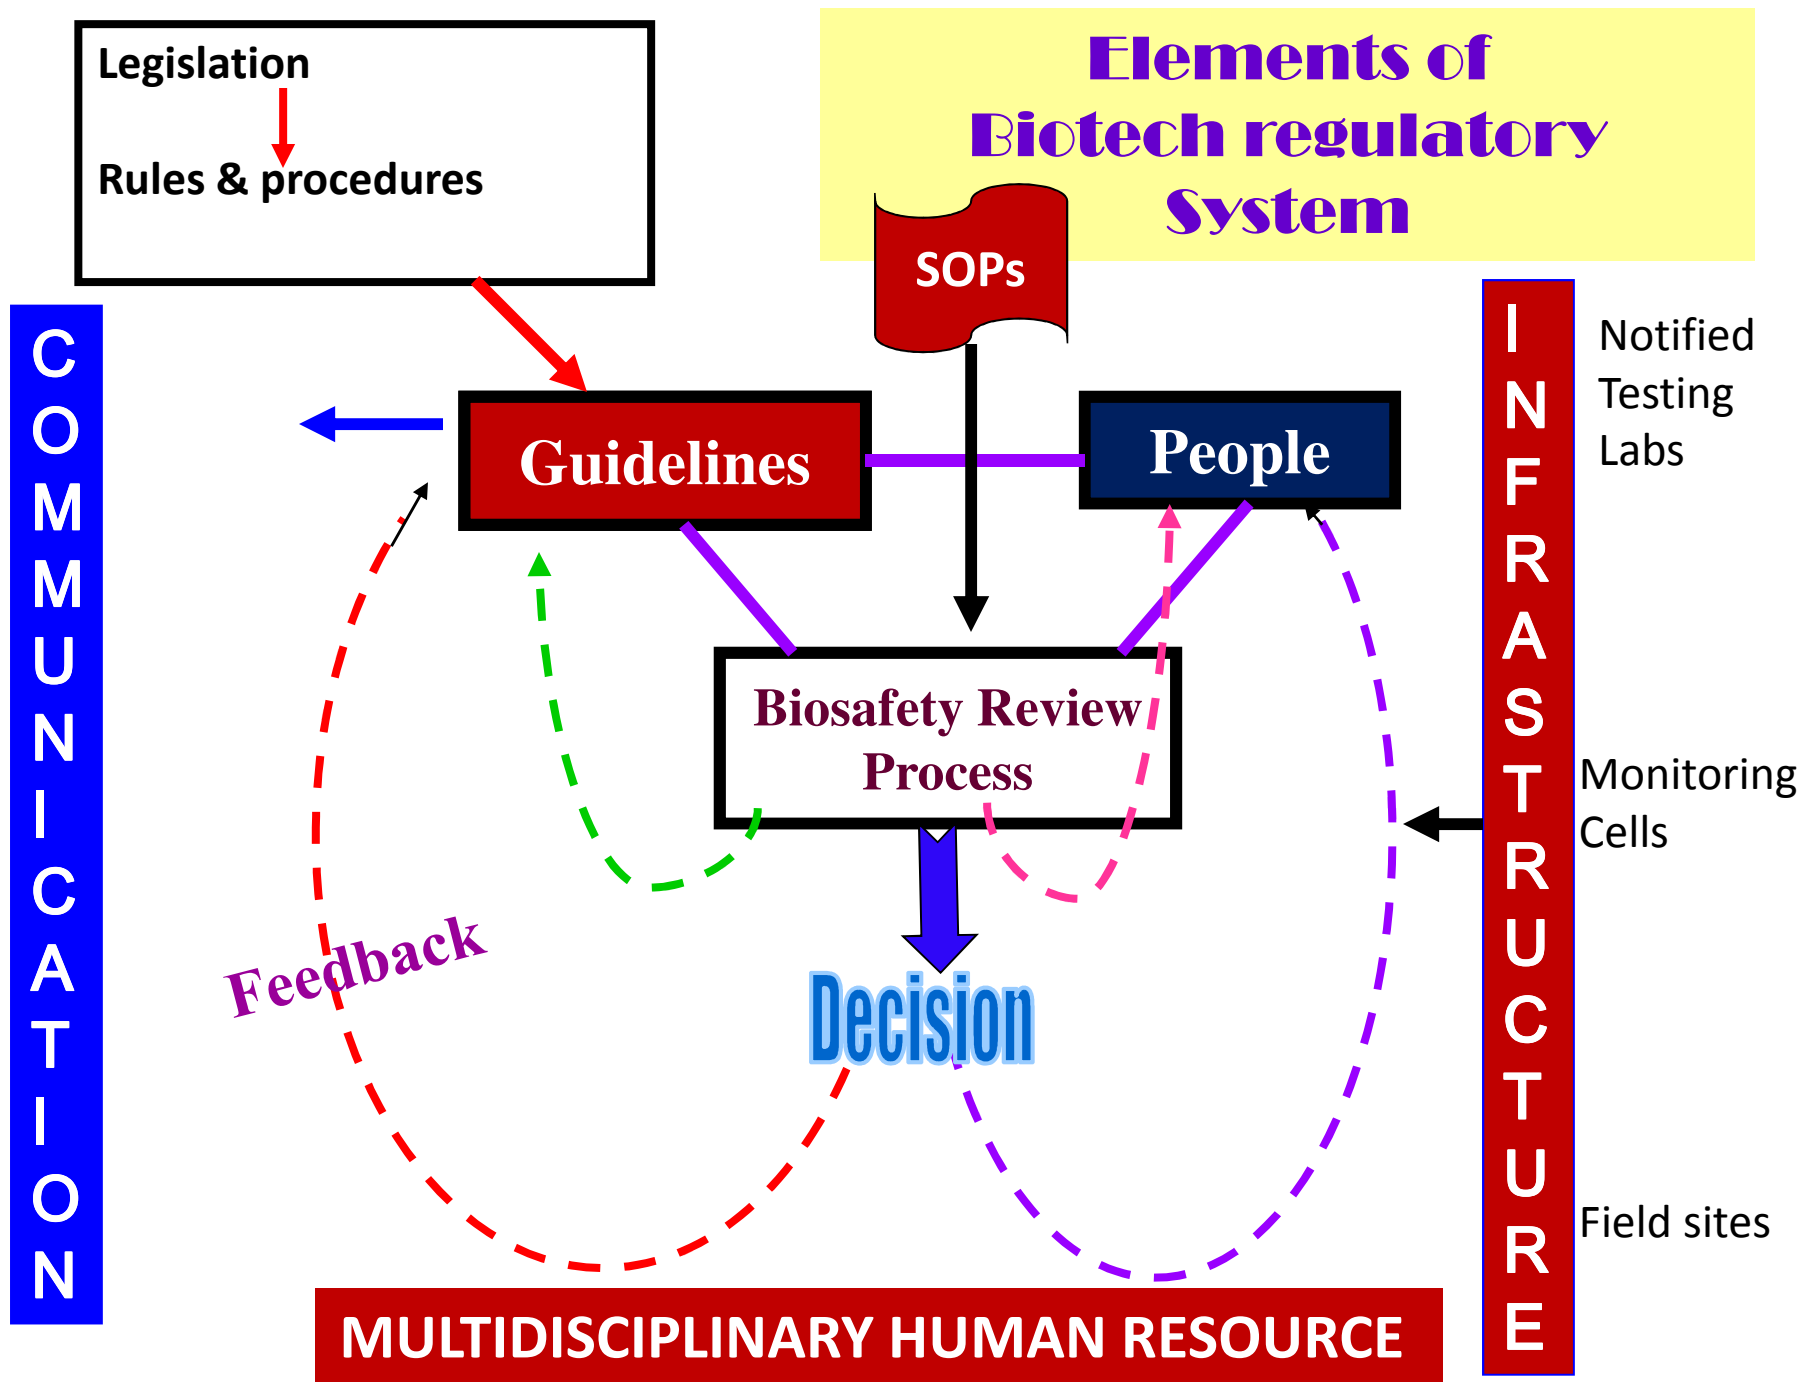 Legislation
Rules & procedures
Elements of
Biotech regulatory
System
SOPs
COMMUNICATION
Guidelines
People
Biosafety Review
Process
Feedback
Decision
INFRASTRUCTURE
Notified
Testing
Labs
Monitoring
Cells
Field sites
MULTIDISCIPLINARY HUMAN RESOURCE